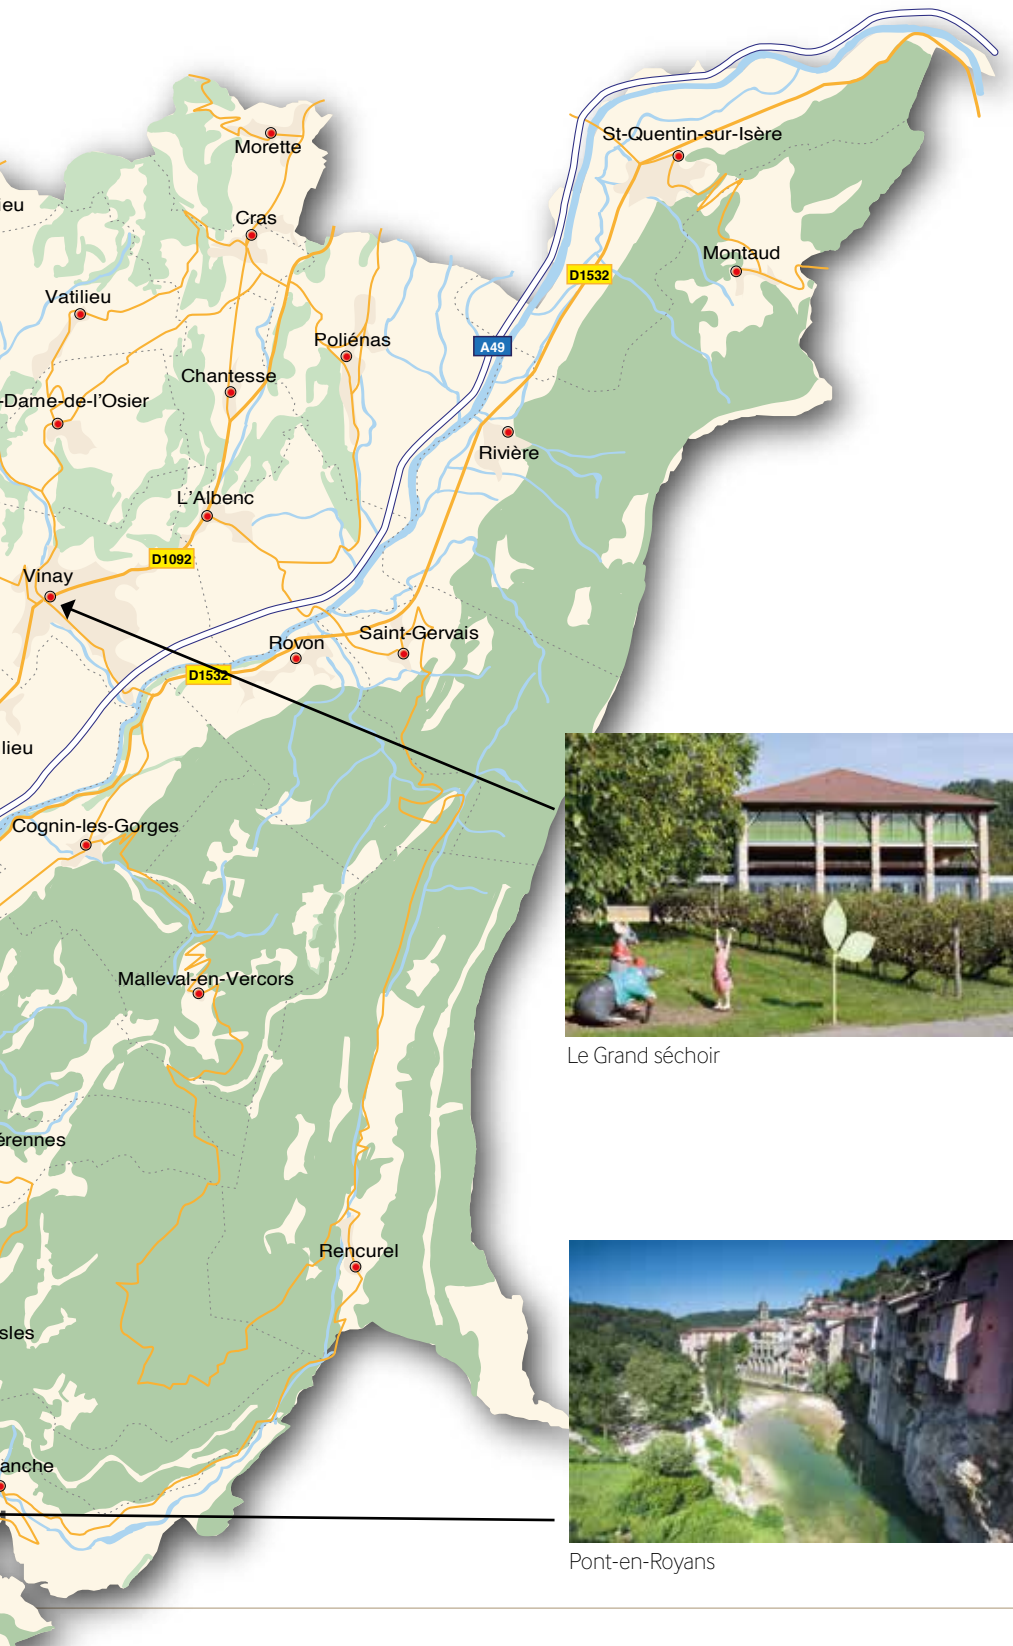 Morette
St-Quentin-sur-Isère
ieu
Cras
Montaud
D1532
Vatilieu
Poliénas
A49
Chantesse
-Dame-de-l'Osier
Rivière
L'Albenc
D1092
Vinay
Saint-Gervais
Rovon
D1532
lieu
Cognin-les-Gorges
Malleval-en-Vercors
Le Grand séchoir
érennes
Rencurel
sles
anche
Pont-en-Royans